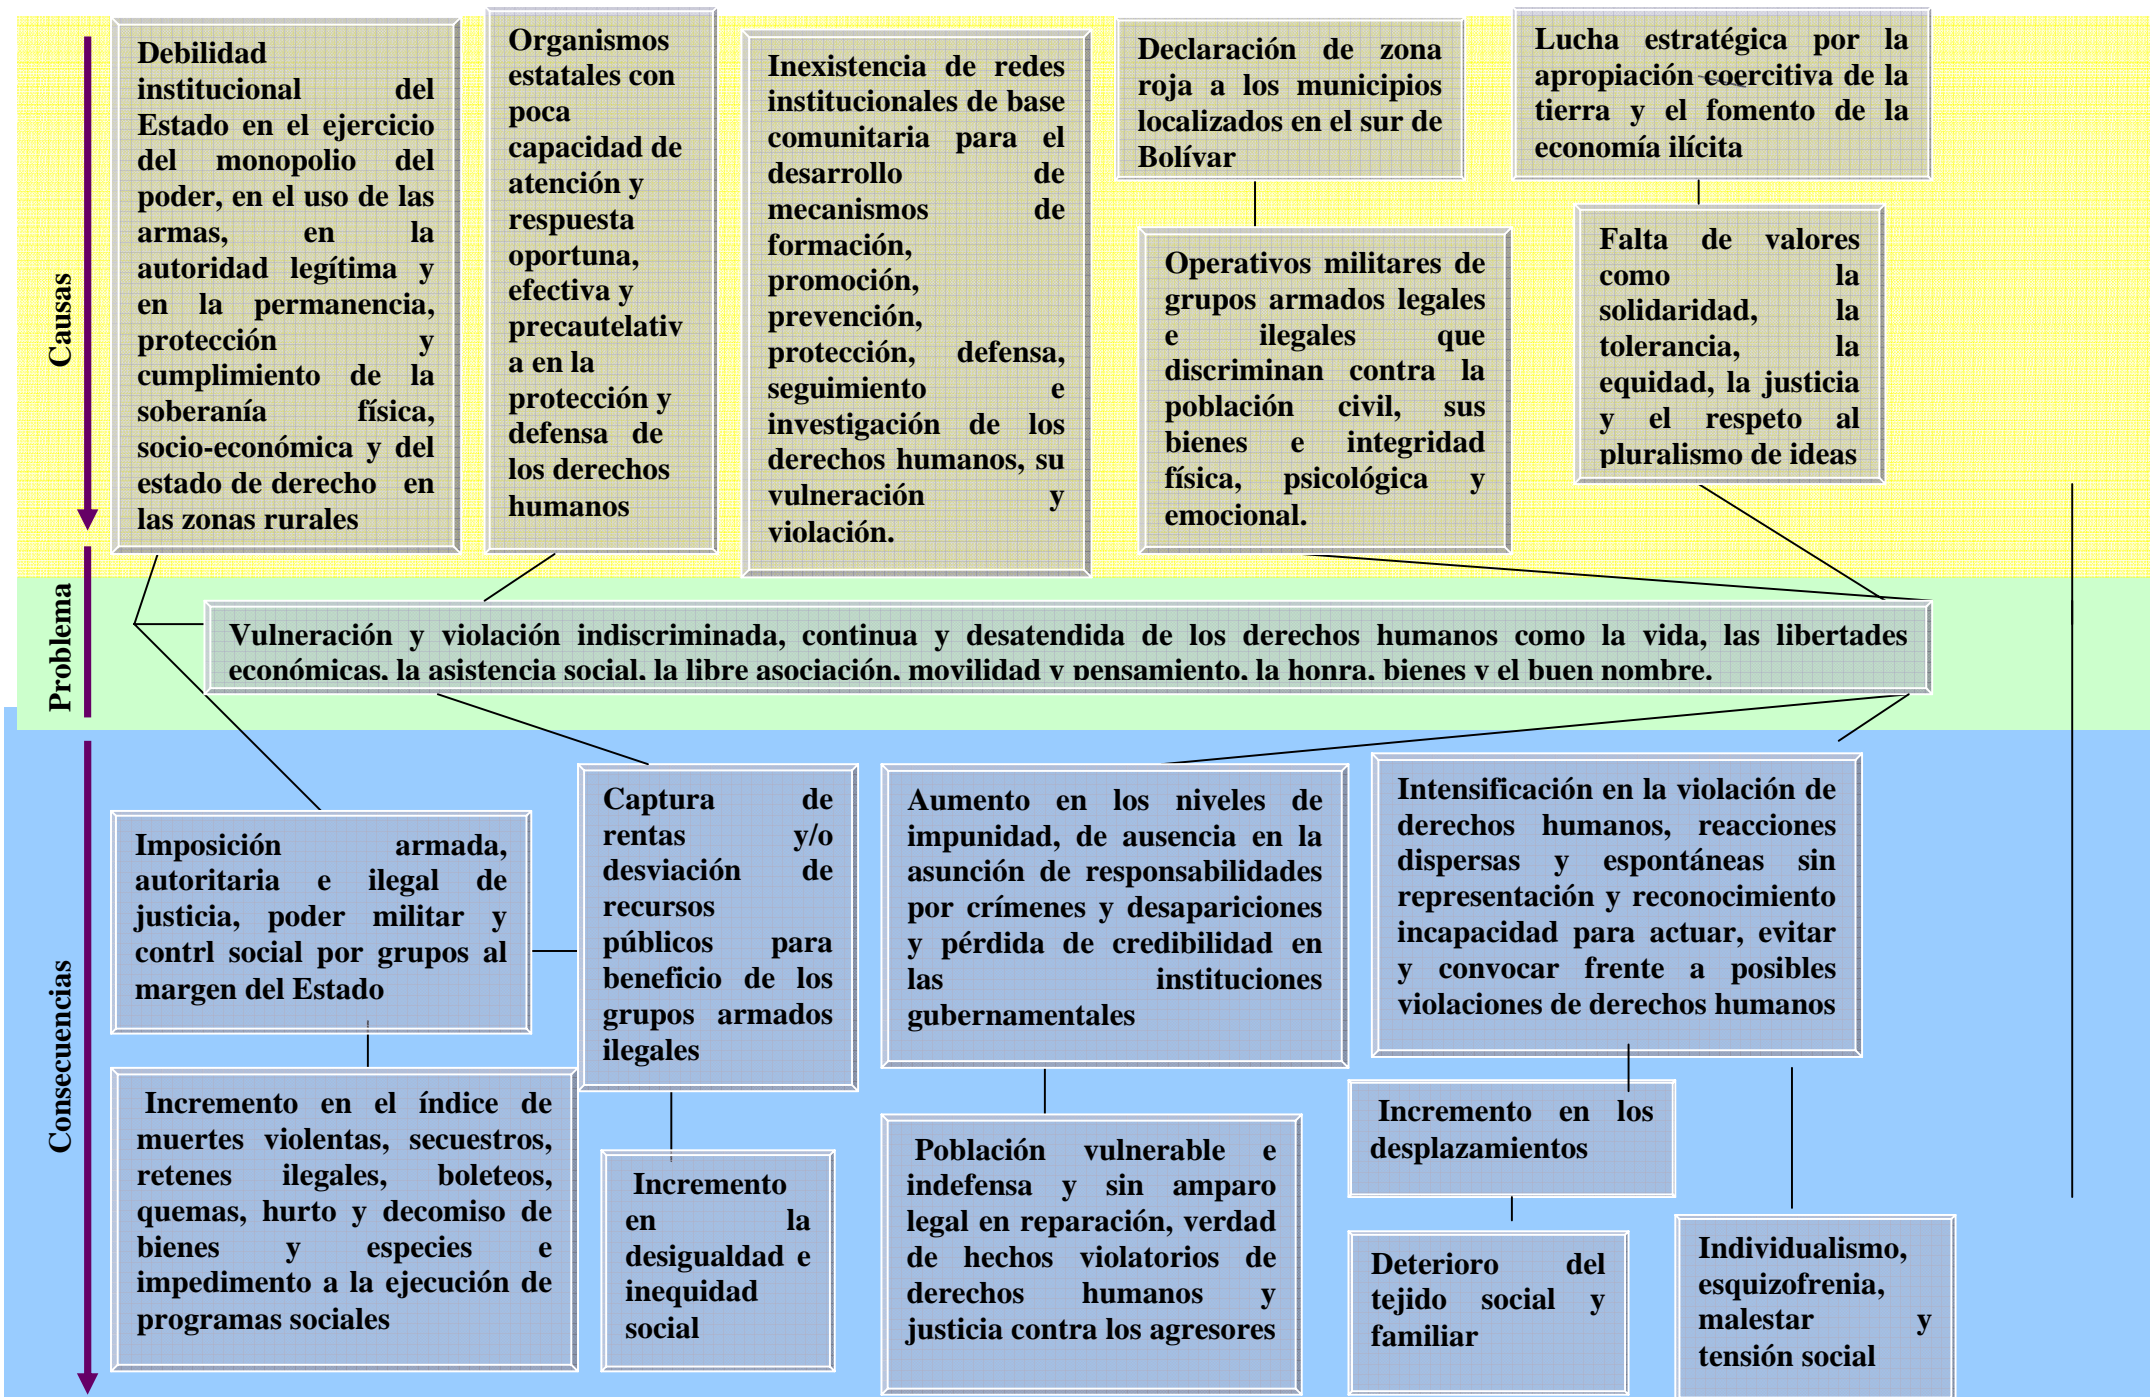 Causas
Debilidad
institucional del
Estado en el ejercicio
del monopolio del
poder, en el uso de las
armas, en la
autoridad legítima y
en la permanencia,
protección y
cumplimiento de la
soberanía física,
socio-económica y del
estado de derecho en
las zonas rurales
Organismos
estatales con
poca
capacidad de
atención y
respuesta
oportuna,
efectiva y
precautelativ
a en la
protección y
defensa de
los derechos
humanos
Inexistencia de redes
institucionales de base
comunitaria para el
desarrollo de
mecanismos de
formación,
promoción,
prevención,
protección, defensa,
seguimiento e
investigación de los
derechos humanos, su
vulneración y
violación.
Declaración de zona
roja a los municipios
localizados en el sur de
Bolívar
Operativos militares de
grupos armados legales
e ilegales que
discriminan contra la
población civil, sus
bienes e integridad
física, psicológica y
emocional.
Lucha estratégica por la
apropiación coercitiva de la
tierra y el fomento de la
economía ilícita
Falta de valores
como la
solidaridad, la
tolerancia, la
equidad, la justicia
y el respeto al
pluralismo de ideas
Problema
Vulneración y violación indiscriminada, continua y desatendida de los derechos humanos como la vida, las libertades
económicas, la asistencia social, la libre asociación, movilidad y pensamiento, la honra, bienes y el buen nombre.
Consecuencias
Imposición armada,
autoritaria e ilegal de
justicia, poder militar y
contrl social por grupos al
margen del Estado
Incremento en el índice de
muertes violentas, secuestros,
retenes ilegales, boleteos,
quemas, hurto y decomiso de
bienes y especies e
impedimento a la ejecución de
programas sociales
Captura de
rentas y/o
desviación de
recursos
públicos para
beneficio de los
grupos armados
ilegales
Incremento
en la
desigualdad e
inequidad
social
Aumento en los niveles de
impunidad, de ausencia en la
asunción de responsabilidades
por crímenes y desapariciones
y pérdida de credibilidad en
las instituciones
gubernamentales
Población vulnerable e
indefensa y sin amparo
legal en reparación, verdad
de hechos violatorios de
derechos humanos y
justicia contra los agresores
Intensificación en la violación de
derechos humanos, reacciones
dispersas y espontáneas sin
representación y reconocimiento
incapacidad para actuar, evitar
y convocar frente a posibles
violaciones de derechos humanos
Incremento en los
desplazamientos
Deterioro del
tejido social y
familiar
Individualismo,
esquizofrenia,
malestar y
tensión social